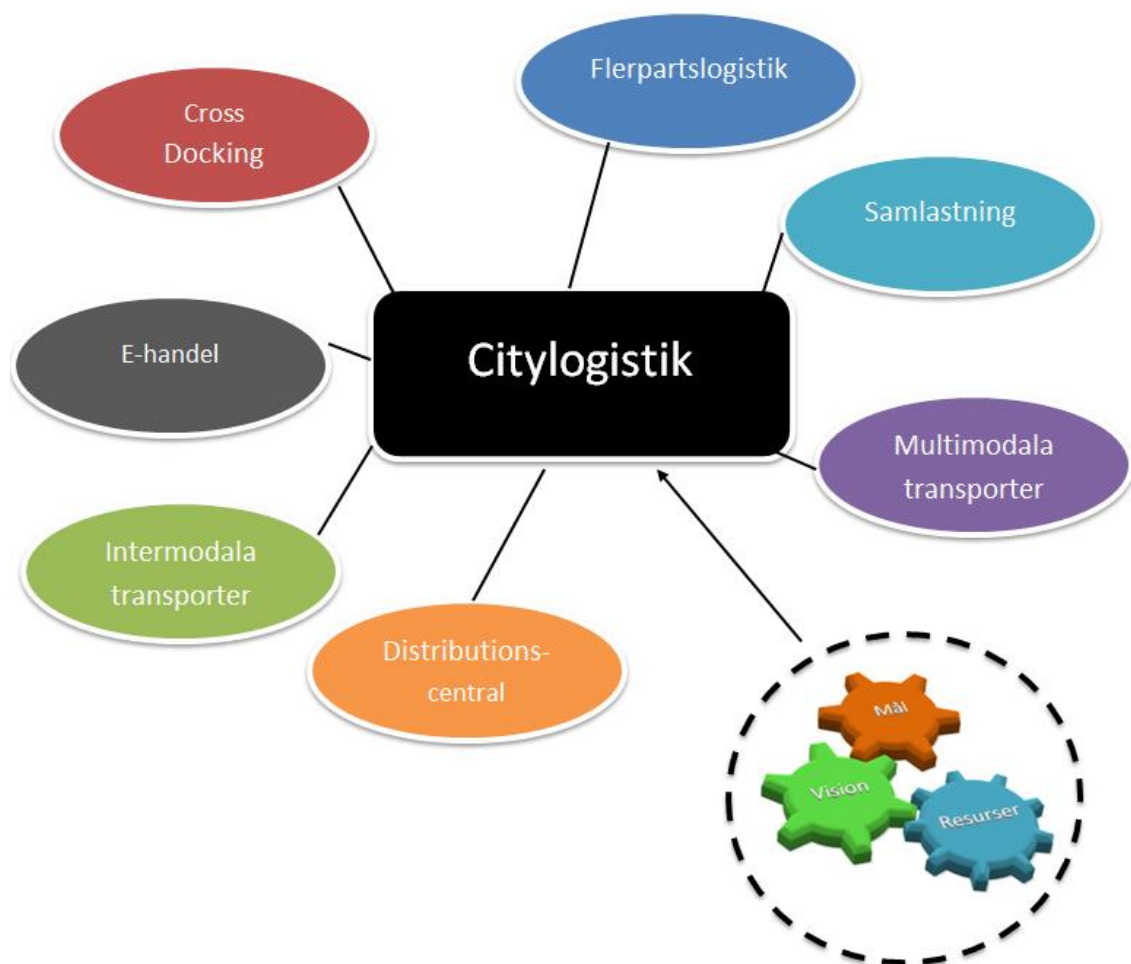 Flerpartslogistik
Cross
Docking
Samlastning
E-handel
Citylogistik
Multimodala
transporter
Intermodala
transporter
Distributions-
central
Mål
Vision
Resurser